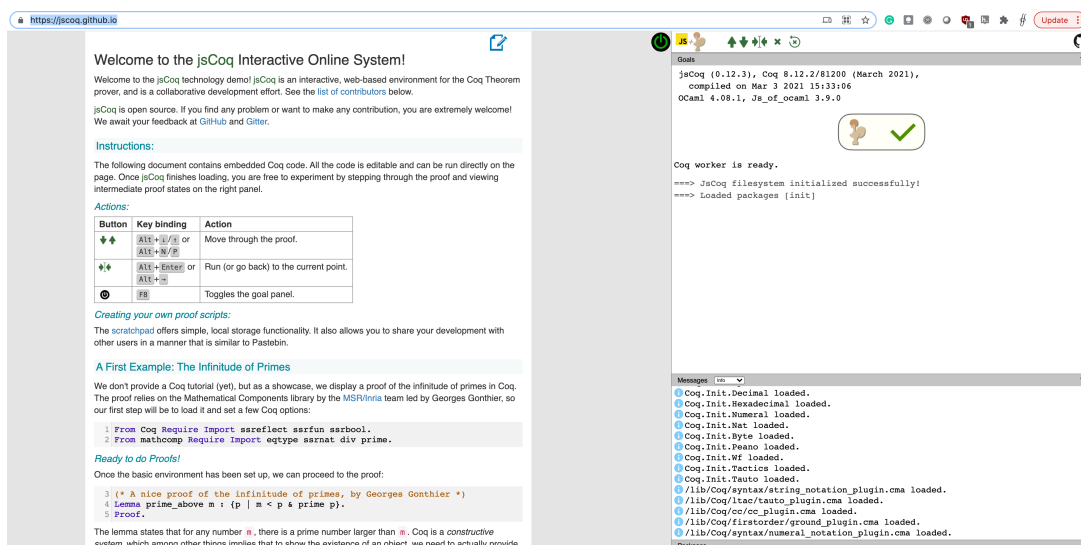 https://jscoq.github.io
Update
Welcome to the jsCoq Interactive Online System!
Welcome to the jsCoq technology demo! jsCoq is an interactive, web-based environment for the Coq Theorem
prover, and is a collaborative development effort. See the list of contributors below.
jsCoq is open source. If you find any problem or want to make any contribution, you are extremely welcome!
We await your feedback at GitHub and Gitter.
Instructions:
The following document contains embedded Coq code. All the code is editable and can be run directly on the
page. Once jsCoq finishes loading, you are free to experiment by stepping through the proof and viewing
intermediate proof states on the right panel.
Actions:
Button Key binding Action
Alt+↓/↑ or Move through the proof.
Alt+N/P
Alt+Enter or Run (or go back) to the current point.
Alt+→
F8 Toggles the goal panel.
Creating your own proof scripts:
The scratchpad offers simple, local storage functionality. It also allows you to share your development with
other users in a manner that is similar to Pastebin.
A First Example: The Infinitude of Primes
We don't provide a Coq tutorial (yet), but as a showcase, we display a proof of the infinitude of primes in Coq.
The proof relies on the Mathematical Components library by the MSR/Inria team led by Georges Gonthier, so
our first step will be to load it and set a few Coq options:
1 From Coq Require Import ssreflect ssrfun ssrbool.
2 From mathcomp Require Import eqtype ssrnat div prime.
Ready to do Proofs!
Once the basic environment has been set up, we can proceed to the proof:
3 (* A nice proof of the infinitude of primes, by Georges Gonthier *)
4 Lemma prime_above m : {p | m < p & prime p}.
5 Proof.
The lemma states that for any number m, there is a prime number larger than m. Coq is a constructive
system, which among other things implies that to show the existence of an object, we need to actually provide
JS
Goals
jsCoq (0.12.3), Coq 8.12.2/81200 (March 2021),
compiled on Mar 3 2021 15:33:06
OCaml 4.08.1, Js_of_ocaml 3.9.0
Coq worker is ready.
===> JsCoq filesystem initialized successfully!
===> Loaded packages [init]
Messages Info
Coq.Init.Decimal loaded.
Coq.Init.Hexadecimal loaded.
Coq.Init.Numeral loaded.
Coq.Init.Nat loaded.
Coq.Init.Byte loaded.
Coq.Init.Peano loaded.
Coq.Init.Wf loaded.
Coq.Init.Tactics loaded.
Coq.Init.Tauto loaded.
/lib/Coq/syntax/string_notation_plugin.cma loaded.
/lib/Coq/ltac/tauto_plugin.cma loaded.
/lib/Coq/cc/cc_plugin.cma loaded.
/lib/Coq/firstorder/ground_plugin.cma loaded.
/lib/Coq/syntax/numeral_notation_plugin.cma loaded.